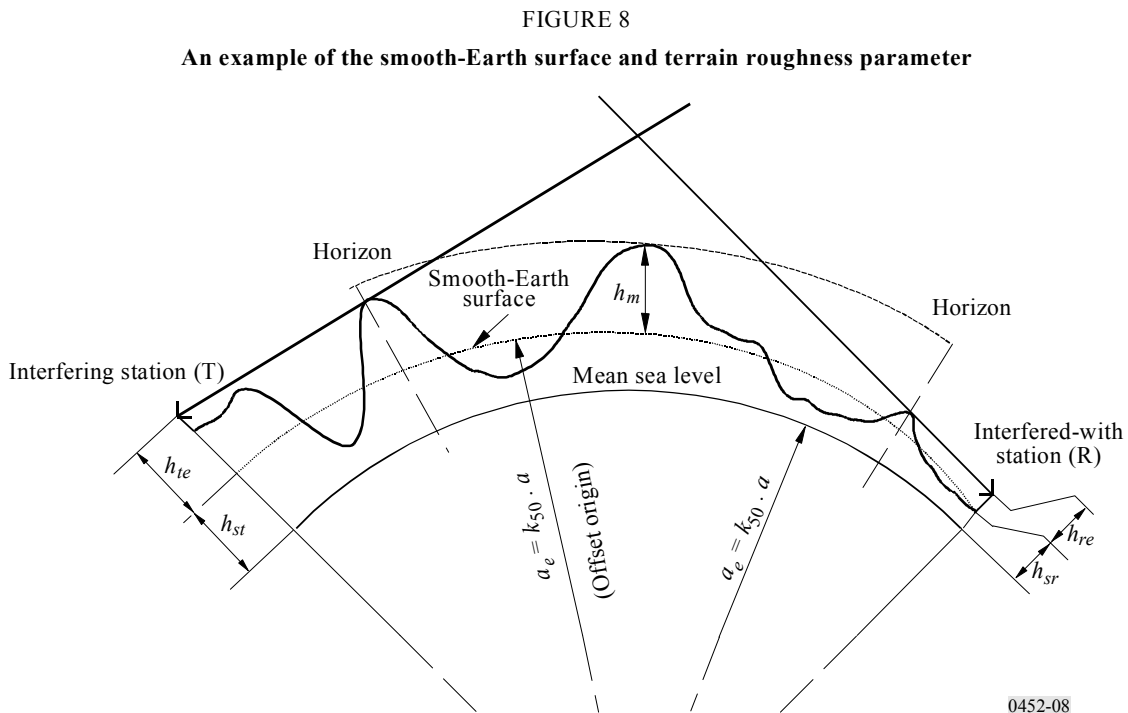 FIGURE 8
An example of the smooth-Earth surface and terrain roughness parameter
Horizon
Smooth-Earth
surface
h_m
Horizon
Interfering station (T)
Mean sea level
Interfered-with
station (R)
h_te
h_st
a_e = k_50 · a
(Offset origin)
a_e = k_50 · a
h_re
h_sr
0452-08